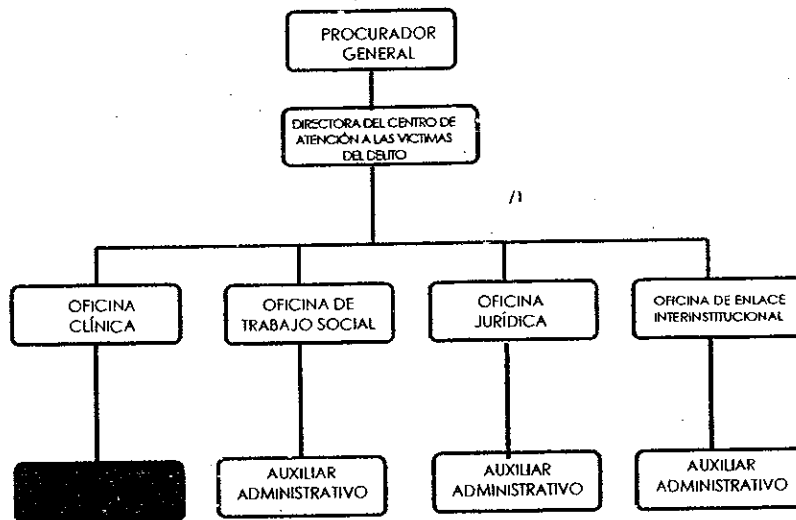 PROCURADOR
GENERAL
DIRECTORA DEL CENTRO DE
ATENCIÓN A LAS VICTIMAS
DEL DELITO
/1
OFICINA
CLÍNICA
OFICINA DE
TRABAJO SOCIAL
OFICINA
JURÍDICA
OFICINA DE ENLACE
INTERINSTITUCIONAL
AUXILIAR
ADMINISTRATIVO
AUXILIAR
ADMINISTRATIVO
AUXILIAR
ADMINISTRATIVO